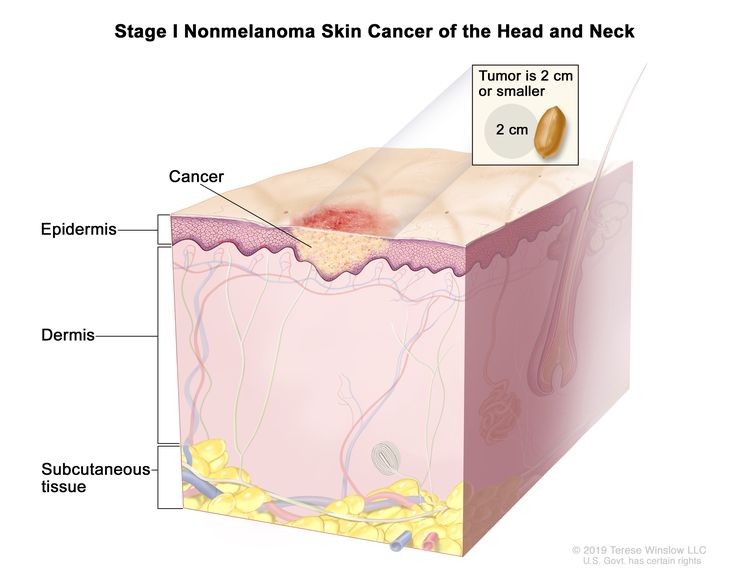 Stage I Nonmelanoma Skin Cancer of the Head and Neck
Tumor is 2 cm
or smaller
2 cm
Cancer
Epidermis
Dermis
Subcutaneous
tissue
© 2019 Terese Winslow LLC
U.S. Govt. has certain rights